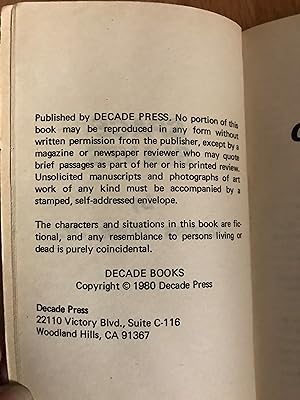 Published by DECADE PRESS. No portion of this
book may be reproduced in any form without
written permission from the publisher, except by a
magazine or newspaper reviewer who may quote
brief passages as part of her or his printed review.
Unsolicited manuscripts and photographs of art
work of any kind must be accompanied by a
stamped, self-addressed envelope.
The characters and situations in this book are fic-
tional, and any resemblance to persons living or
dead is purely coincidental.
DECADE BOOKS
Copyright © 1980 Decade Press
Decade Press
22110 Victory Blvd., Suite C-116
Woodland Hills, CA 91367